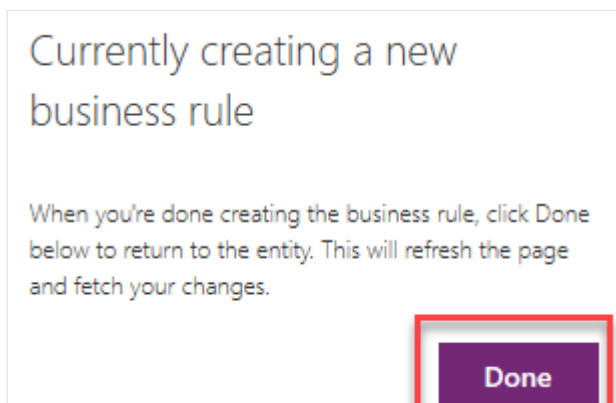 Currently creating a new
business rule
When you're done creating the business rule, click Done
below to return to the entity. This will refresh the page
and fetch your changes.
Done